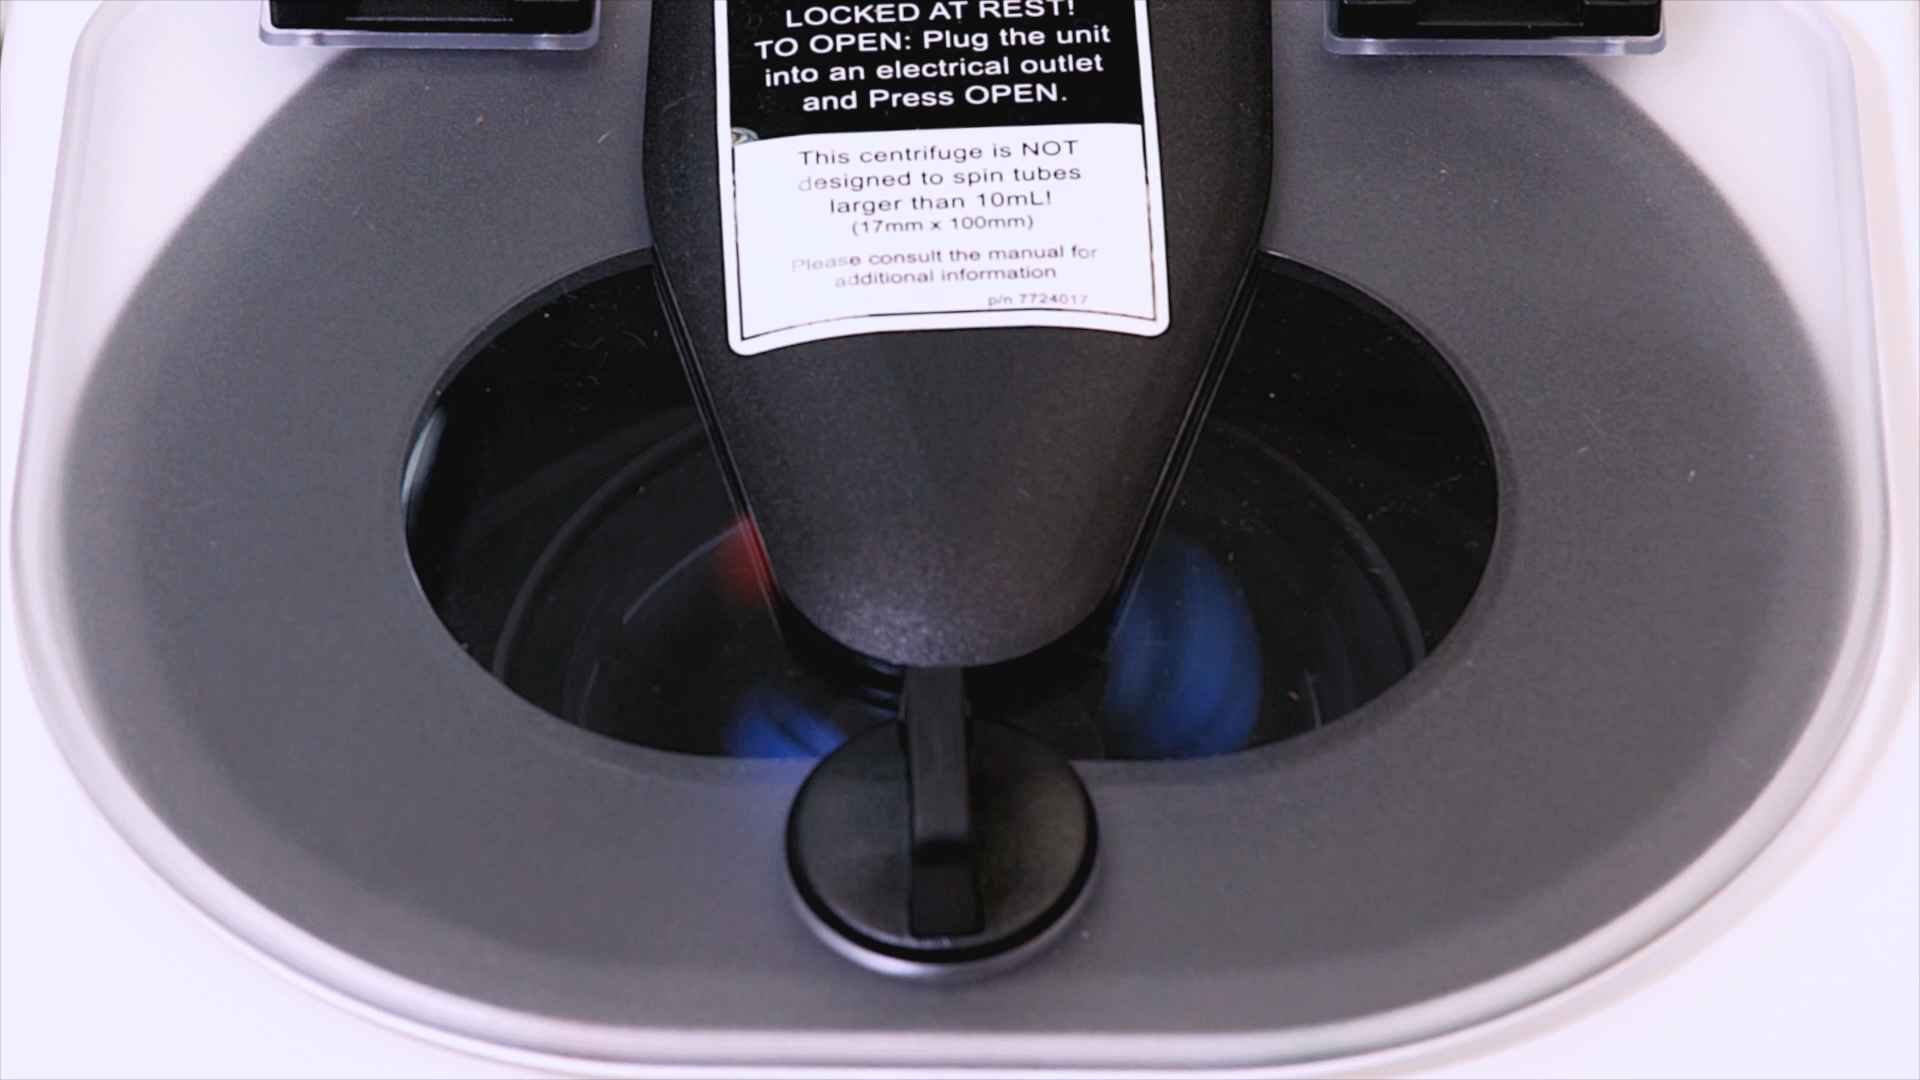 LOCKED AT REST!
TO OPEN: Plug the unit
into an electrical outlet
and Press OPEN.
This centrifuge is NOT
designed to spin tubes
larger than 10mL!
(17mm x 100mm)
Please consult the manual for
additional information
p/n 7724017